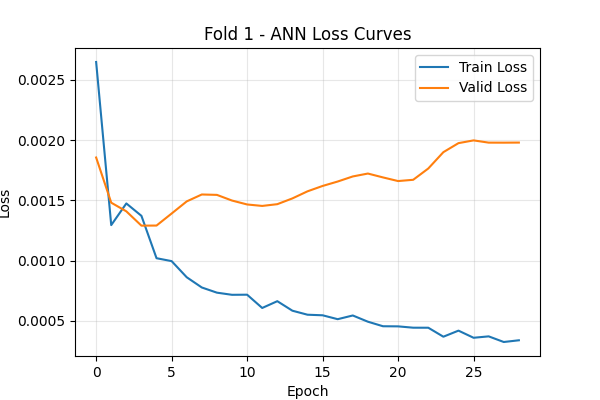 Fold 1 - ANN Loss Curves
Train Loss
Valid Loss
0.0025
0.0020
0.0015
0.0010
0.0005
Loss
0 5 10 15 20 25
Epoch